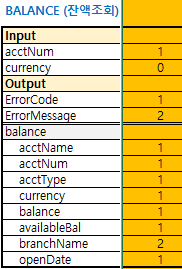 BALANCE (잔액조회)
Input
acctNum 1
currency 0
Output
ErrorCode 1
ErrorMessage 2
balance
acctName 1
acctNum 1
acctType 1
currency 1
balance 1
availableBal 1
branchName 2
openDate 1